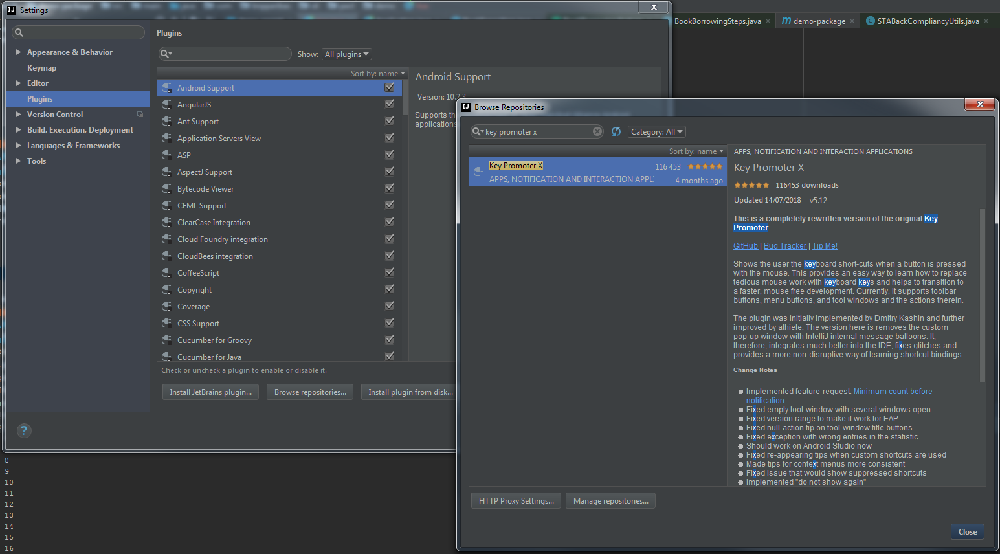 Settings
Appearance & Behavior
Keymap
Editor
Plugins
Version Control
Build, Execution, Deployment
Languages & Frameworks
Tools
?
Plugins
Show: All plugins
Sort by: name
Android Support
AngularJS
Ant Support
Application Servers View
ASP
AspectJ Support
Bytecode Viewer
CFML Support
ClearCase Integration
Cloud Foundry integration
CloudBees integration
CoffeeScript
Copyright
Coverage
CSS Support
Cucumber for Groovy
Cucumber for Java
Check or uncheck a plugin to enable or disable it.
Install JetBrains plugin... Browse repositories... Install plugin from disk...
Android Support
Version: 10.2.3
Supports th
applications
BookBorrowingSteps.java demo-package STABackCompliancyUtils.java
Browse Repositories
key promoter x
Category: All
Sort by: name
Key Promoter X 116 453
APPS, NOTIFICATION AND INTERACTION APPL 4 months ago
APPS, NOTIFICATION AND INTERACTION APPLICATIONS
Key Promoter X
116453 downloads
Updated 14/07/2018 v5.12
This is a completely rewritten version of the original Key
Promoter
GitHub | Bug Tracker | Tip Me!
Shows the user the keyboard short-cuts when a button is pressed
with the mouse. This provides an easy way to learn how to replace
tedious mouse work with keyboard keys and helps to transition to
a faster, mouse free development. Currently, it supports toolbar
buttons, menu buttons, and tool windows and the actions therein.
The plugin was initially implemented by Dmitry Kashin and further
improved by athiele. The version here is removes the custom
pop-up window with IntelliJ internal message balloons. It,
therefore, integrates much better into the IDE, fixes glitches and
provides a more non-disruptive way of learning shortcut bindings.
Change Notes
Implemented feature-request: Minimum count before
notification
Fixed empty tool-window with several windows open
Fixed version range to make it work for EAP
Fixed null-action tip on tool-window title buttons
Fixed exception with wrong entries in the statistic
Should work on Android Studio now
Fixed re-appearing tips when custom shortcuts are used
Made tips for context menus more consistent
Fixed issue that would show suppressed shortcuts
Implemented "do not show again"
HTTP Proxy Settings... Manage repositories...
Close
8
9
10
11
12
13
14
15
16